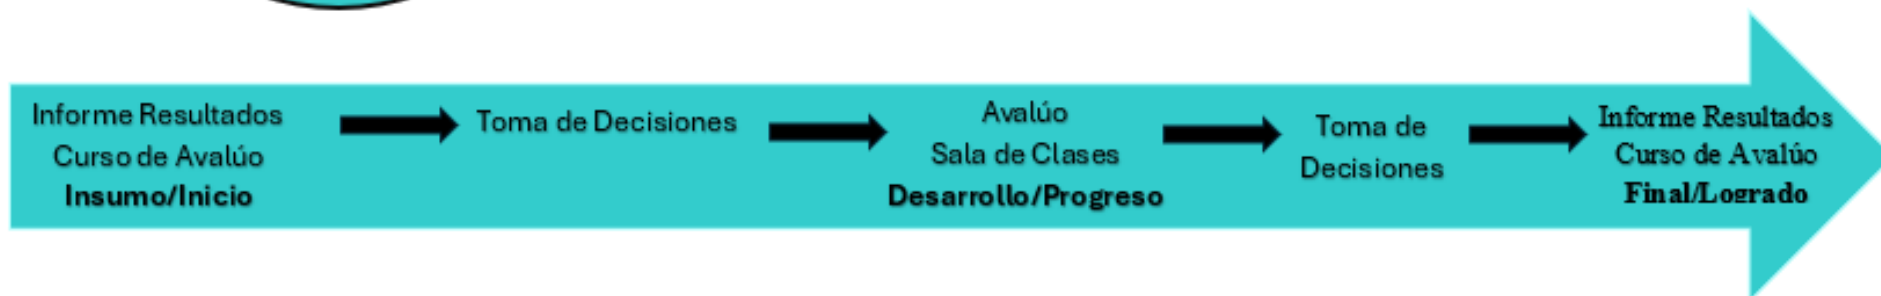 Informe Resultados
Curso de Avalúo
Insumo/Inicio
Toma de Decisiones
Avalúo
Sala de Clases
Desarrollo/Progreso
Toma de
Decisiones
Informe Resultados
Curso de Avalúo
Final/Logrado